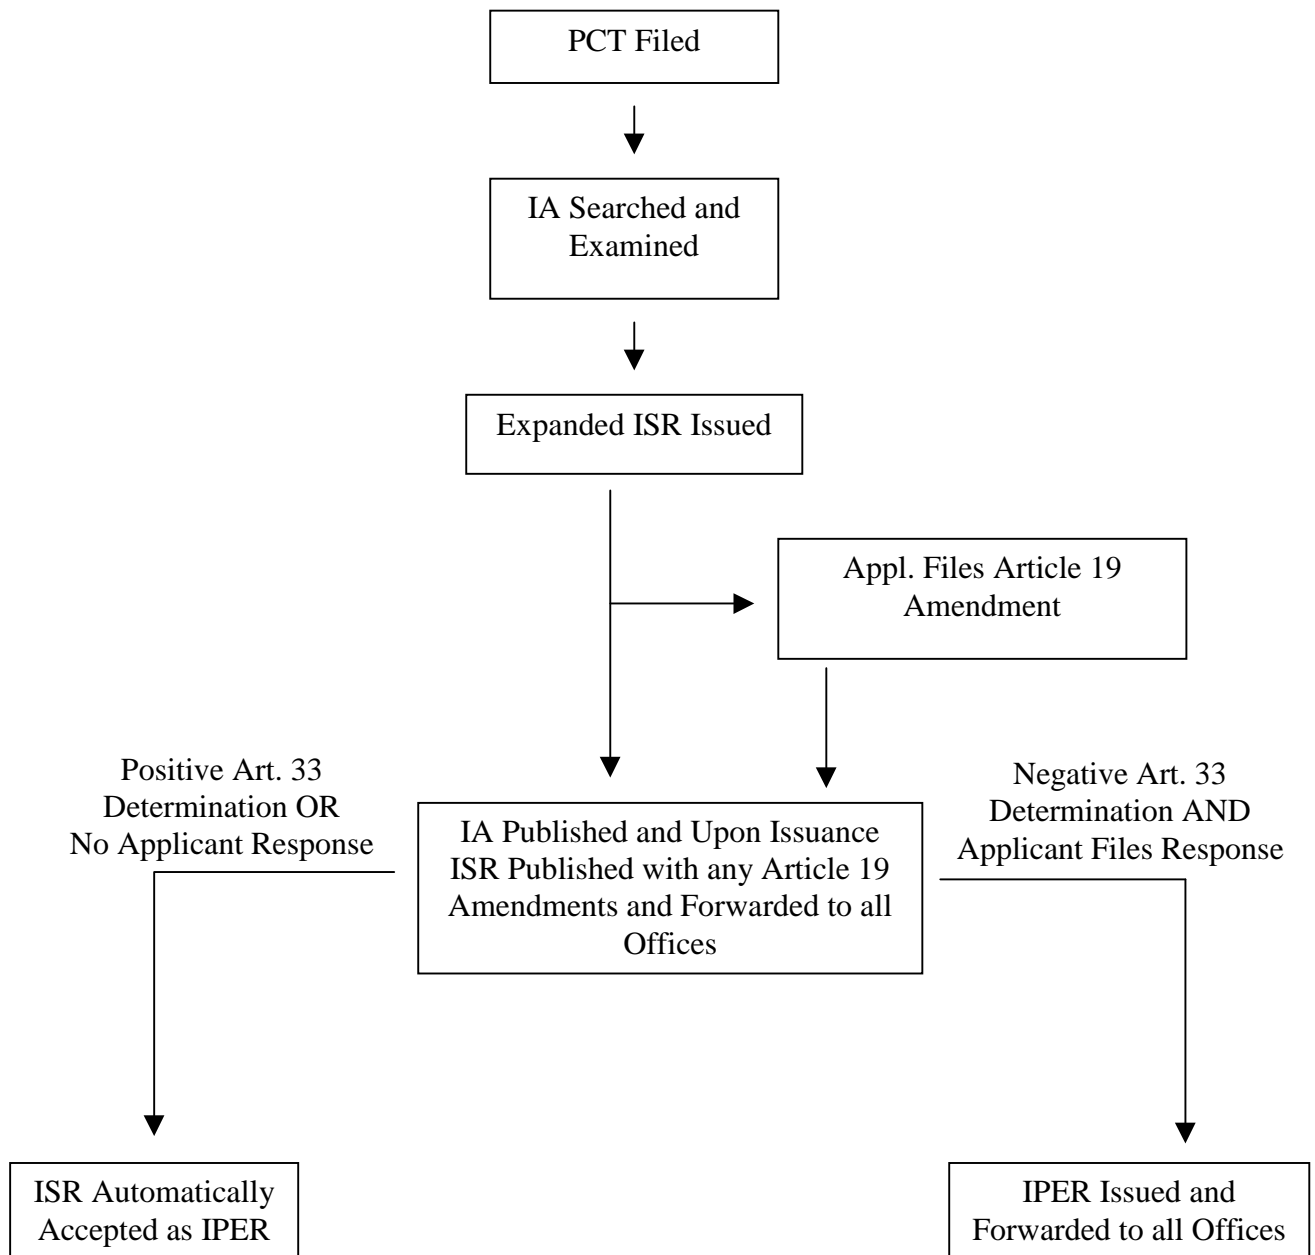 PCT Filed
IA Searched and
Examined
Expanded ISR Issued
Appl. Files Article 19
Amendment
Positive Art. 33
Determination OR
No Applicant Response
Negative Art. 33
Determination AND
Applicant Files Response
IA Published and Upon Issuance
ISR Published with any Article 19
Amendments and Forwarded to all
Offices
ISR Automatically
Accepted as IPER
IPER Issued and
Forwarded to all Offices